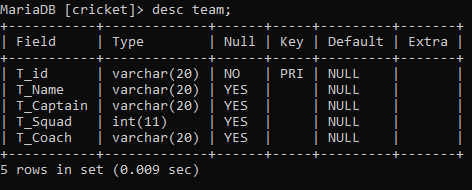 MariaDB [cricket]> desc team;
+-----------+-------------+------+-----+---------+-------+
| Field     | Type        | Null | Key | Default | Extra |
+-----------+-------------+------+-----+---------+-------+
| T_id      | varchar(20) | NO   | PRI | NULL    |       |
| T_Name    | varchar(20) | YES  |     | NULL    |       |
| T_Captain | varchar(20) | YES  |     | NULL    |       |
| T_Squad   | int(11)     | YES  |     | NULL    |       |
| T_Coach   | varchar(20) | YES  |     | NULL    |       |
+-----------+-------------+------+-----+---------+-------+
5 rows in set (0.009 sec)